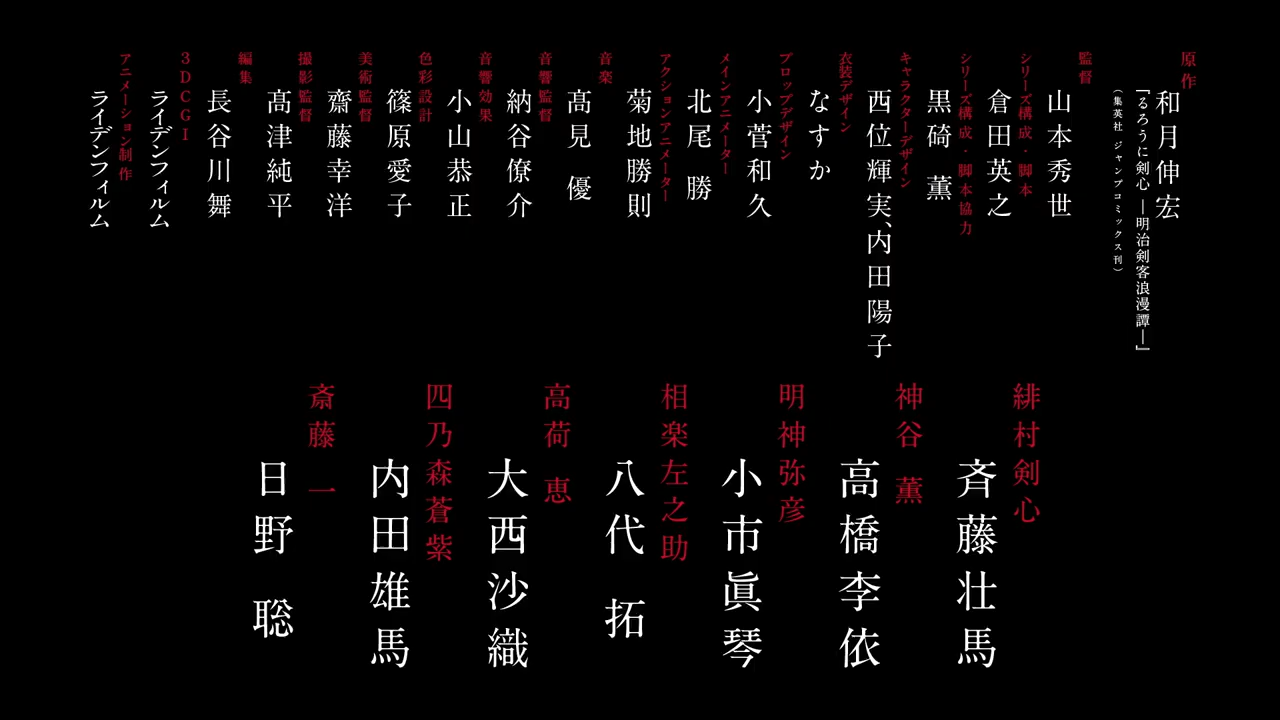 原作
和月伸宏
『るろうに剣心 ―明治剣客浪漫譚―』
（集英社 ジャンプコミックス刊）
監督
山本秀世
シリーズ構成・脚本
倉田英之
シリーズ構成・脚本協力
黒碕 薫
キャラクターデザイン
西位輝実、内田陽子
衣装デザイン
なすか
プロップデザイン
小菅和久
メインアニメーター
北尾 勝
アクションアニメーター
菊地勝則
音楽
髙見 優
音響監督
納谷僚介
音響効果
小山恭正
色彩設計
篠原愛子
美術監督
齋藤幸洋
撮影監督
髙津純平
編集
長谷川舞
3DCGI
ライデンフィルム
アニメーション制作
ライデンフィルム
緋村剣心
斉藤壮馬
神谷 薫
高橋李依
明神弥彦
小市眞琴
相楽左之助
八代 拓
高荷 恵
大西沙織
四乃森蒼紫
内田雄馬
斎藤 一
日野 聡